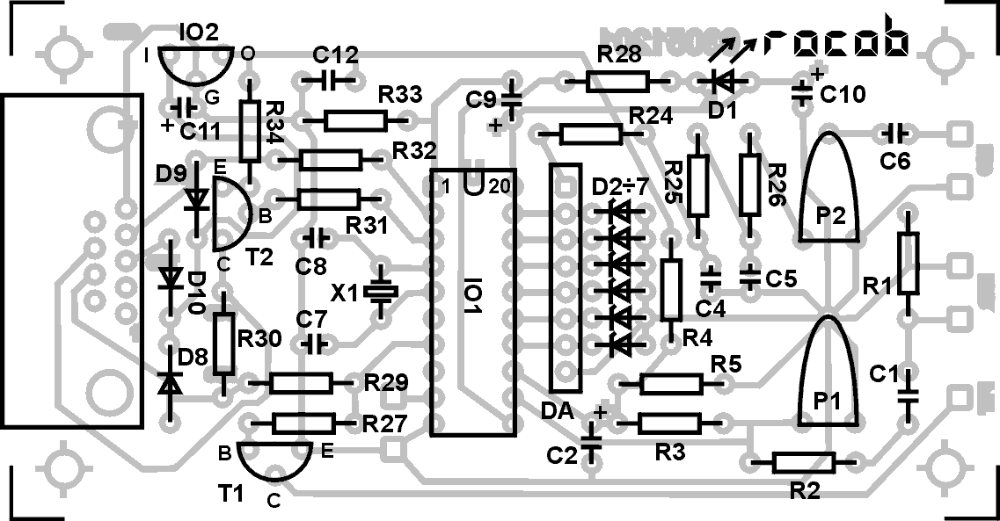 IO2
I
O
G
C12
R28
racab
+
C10
D1
C9
+
R33
R24
+
C11
R34
R32
C6
D9
E
B
1
20
D2÷7
R25
R26
P2
R31
C
T2
C8
R1
X1
IO1
C5
C4
D10
C7
R30
R4
D8
R5
C1
R29
DA
+
P1
R27
R3
C2
B
E
R2
T1
C